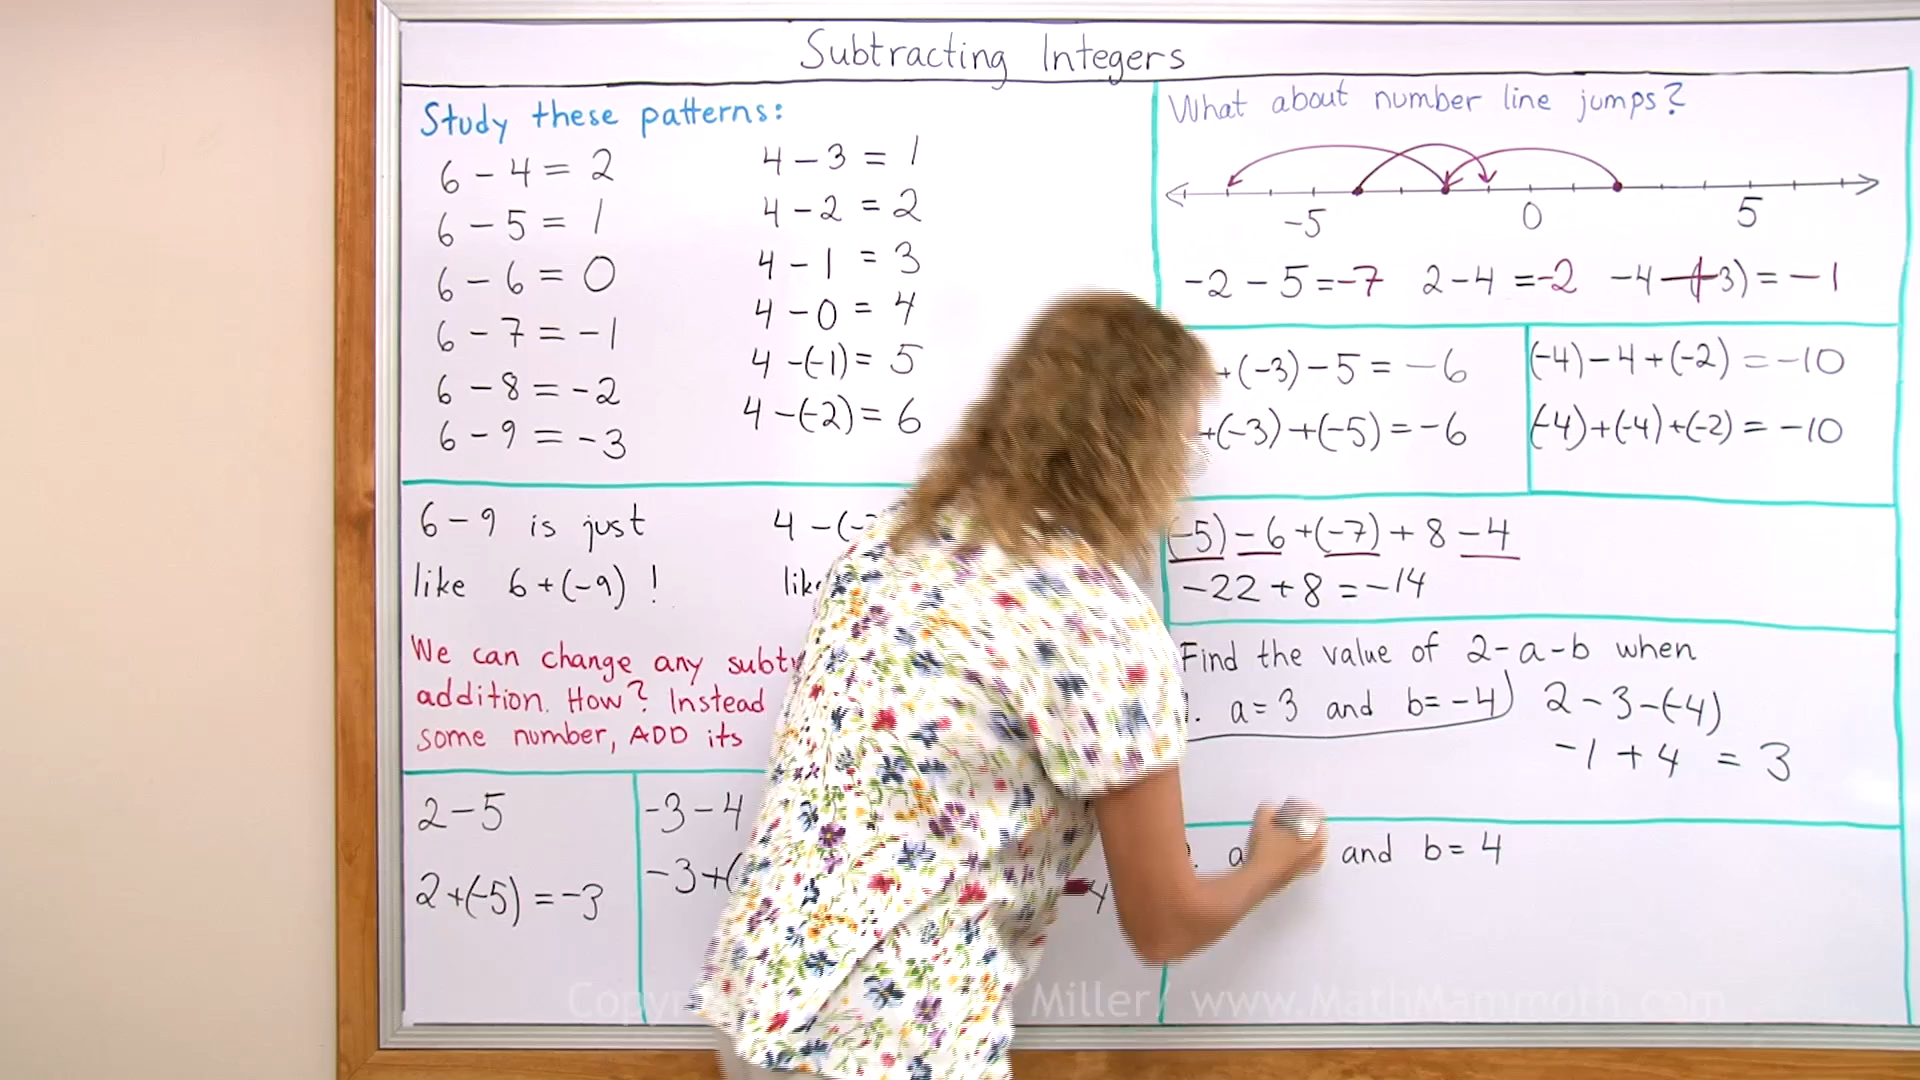 Subtracting Integers
Study these patterns:
6 - 4 = 2
6 - 5 = 1
6 - 6 = 0
6 - 7 = -1
6 - 8 = -2
6 - 9 = -3
4 - 3 = 1
4 - 2 = 2
4 - 1 = 3
4 - 0 = 4
4 - (-1) = 5
4 - (-2) = 6
6 - 9 is just
like 6 + (-9) !
4 - (-
We can change any
addition. How? Instead
some number, ADD its
2 - 5
2 + (-5) = -3
-3 - 4
-3 + (
What about number line jumps?
-5 0 5
-2 - 5 = -7 2 - 4 = -2 -4 - (-3) = -1
+ (-3) - 5 = -6
+ (-3) + (-5) = -6
(-4) - 4 + (-2) = -10
(-4) + (-4) + (-2) = -10
(-5) - 6 + (-7) + 8 - 4
-22 + 8 = -14
Find the value of 2 - a - b when
1. a = 3 and b = -4) 2 - 3 - (-4)
-1 + 4 = 3
a and b = 4
Miller / www.MathMammoth.com